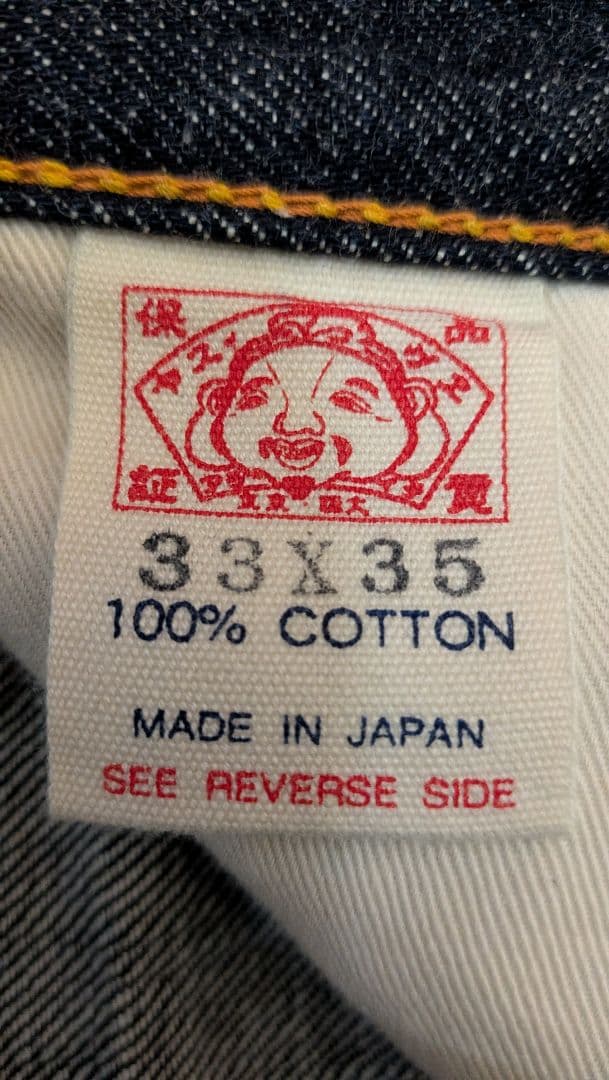 保 品
証 質
33X35
100% COTTON
MADE IN JAPAN
SEE REVERSE SIDE